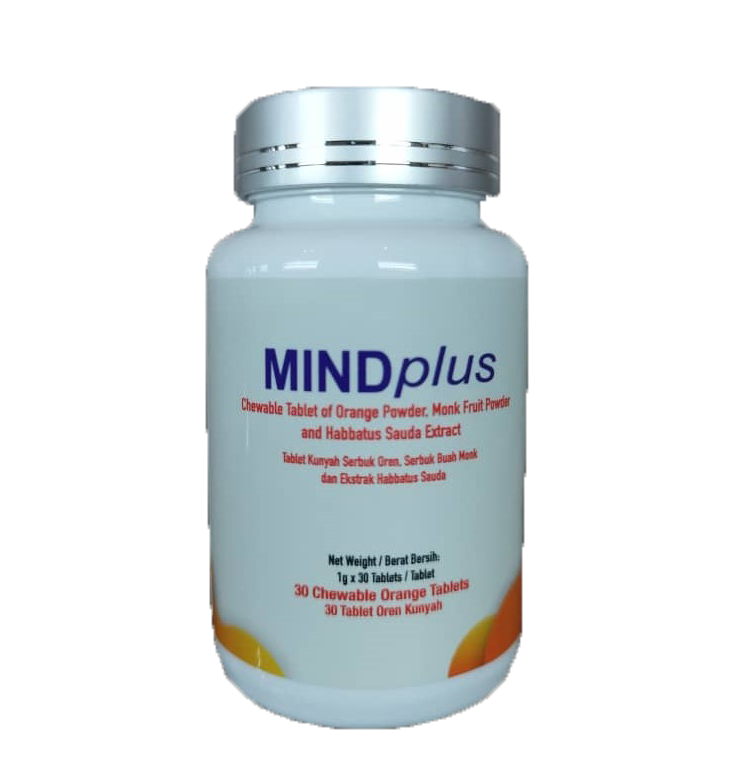 MINDplus
Chewable Tablet of Orange Powder, Monk Fruit Powder
and Habbatus Sauda Extract
Tablet Kunyah Serbuk Oren, Serbuk Buah Monk
dan Ekstrak Habbatus Sauda
Net Weight / Berat Bersih:
1g x 30 Tablets / Tablet
30 Chewable Orange Tablets
30 Tablet Oren Kunyah